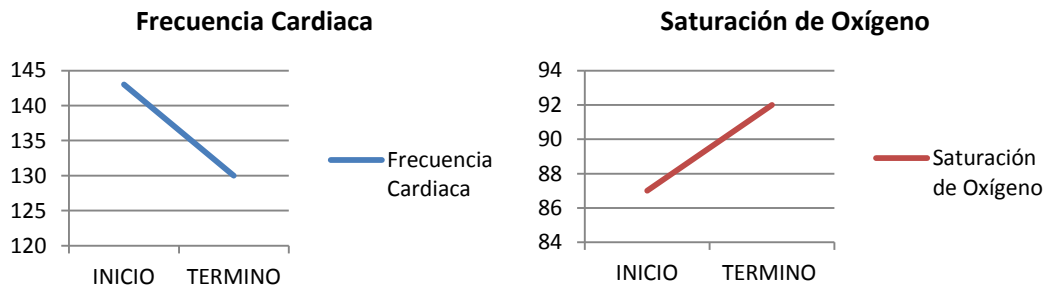 Frecuencia Cardiaca
145
140
135
130
125
120
INICIO TERMINO
Frecuencia
Cardiaca
Saturación de Oxígeno
94
92
90
88
86
84
INICIO TERMINO
Saturación
de Oxígeno